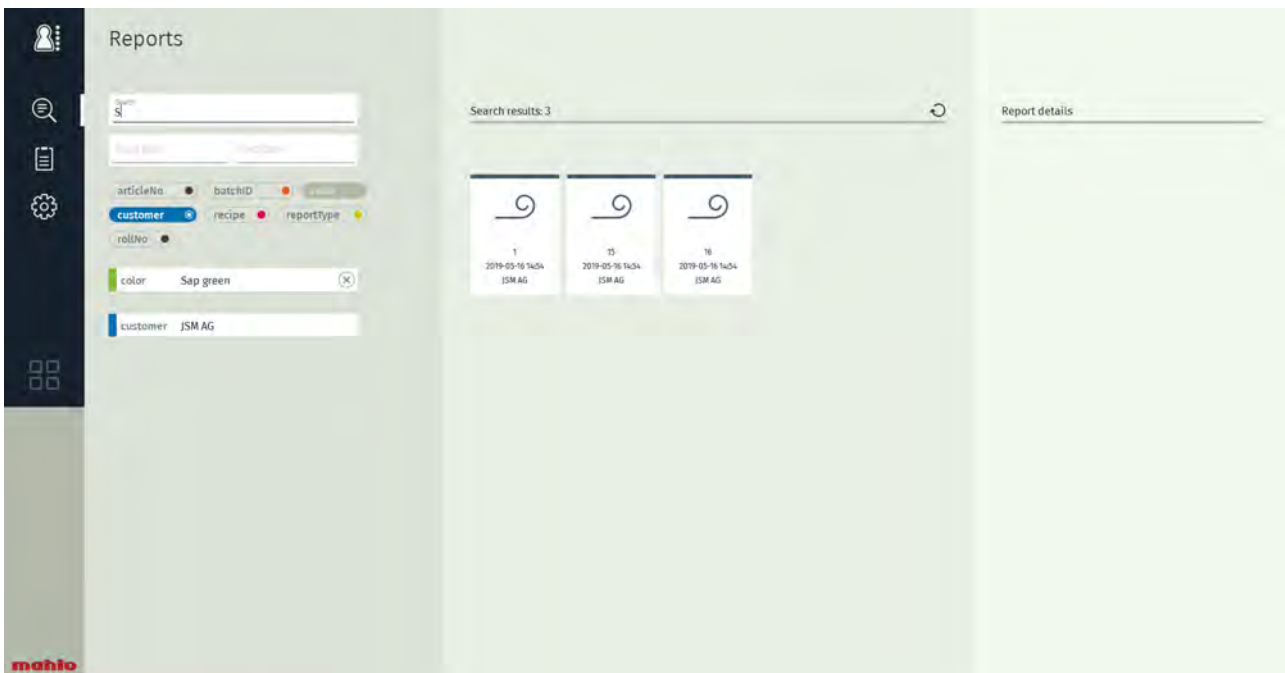 Reports
Search
S
Search results: 3
Report details
articleNo
batchID
color
customer
recipe
reportType
rollNo
color Sap green
customer JSM AG
1
2019-05-16 14:54
JSM AG
15
2019-05-16 14:54
JSM AG
16
2019-05-16 14:54
JSM AG
mahlo